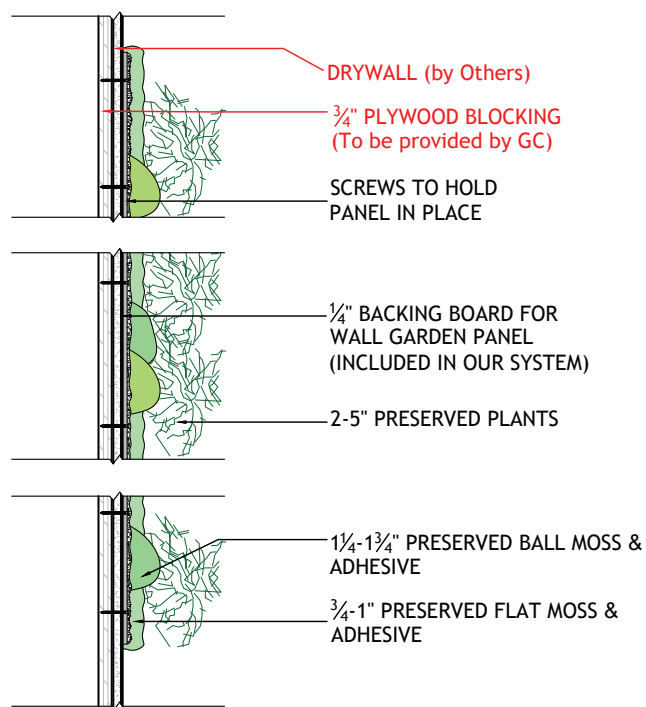 DRYWALL (by Others)
¾" PLYWOOD BLOCKING
(To be provided by GC)
SCREWS TO HOLD
PANEL IN PLACE
¼" BACKING BOARD FOR
WALL GARDEN PANEL
(INCLUDED IN OUR SYSTEM)
2-5" PRESERVED PLANTS
1¼-1¾" PRESERVED BALL MOSS &
ADHESIVE
¾-1" PRESERVED FLAT MOSS &
ADHESIVE